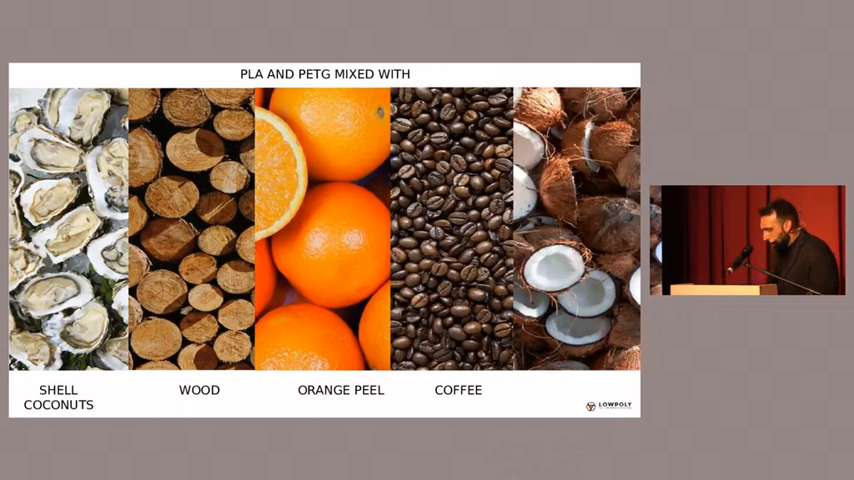 PLA AND PETG MIXED WITH
SHELL WOOD ORANGE PEEL COFFEE
COCONUTS
LOWPOLY